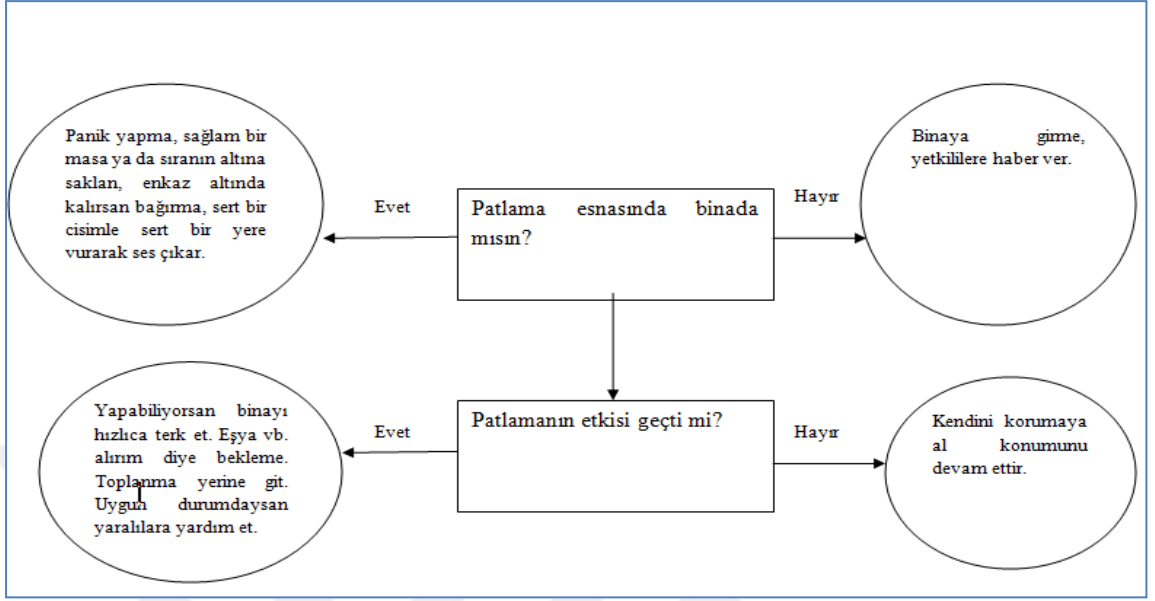 Panik yapma, sağlam bir
masa ya da sıranın altına
saklan, enkaz altında
kalırsan bağırma, sert bir
cisimle sert bir yere
vurarak ses çıkar.
Evet
Patlama esnasında binada
mısın?
Hayır
Binaya girme,
yetkililere haber ver.
Yapabiliyorsan binayı
hızlıca terk et. Eşya vb.
alırım diye bekleme.
Toplanma yerine git.
Uygun durumdaysan
yaralılara yardım et.
Evet
Patlamanın etkisi geçti mi?
Hayır
Kendini korumaya
al konumunu
devam ettir.